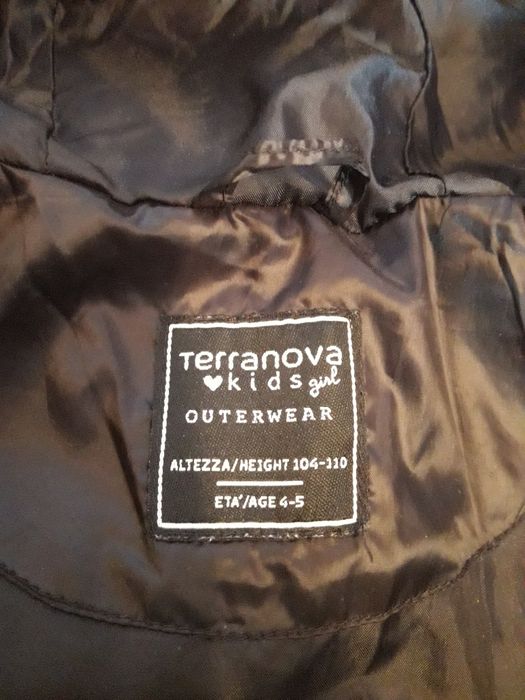 Terranova
kids girl
OUTERWEAR
ALTEZZA/HEIGHT 104-110
ETA'/AGE 4-5